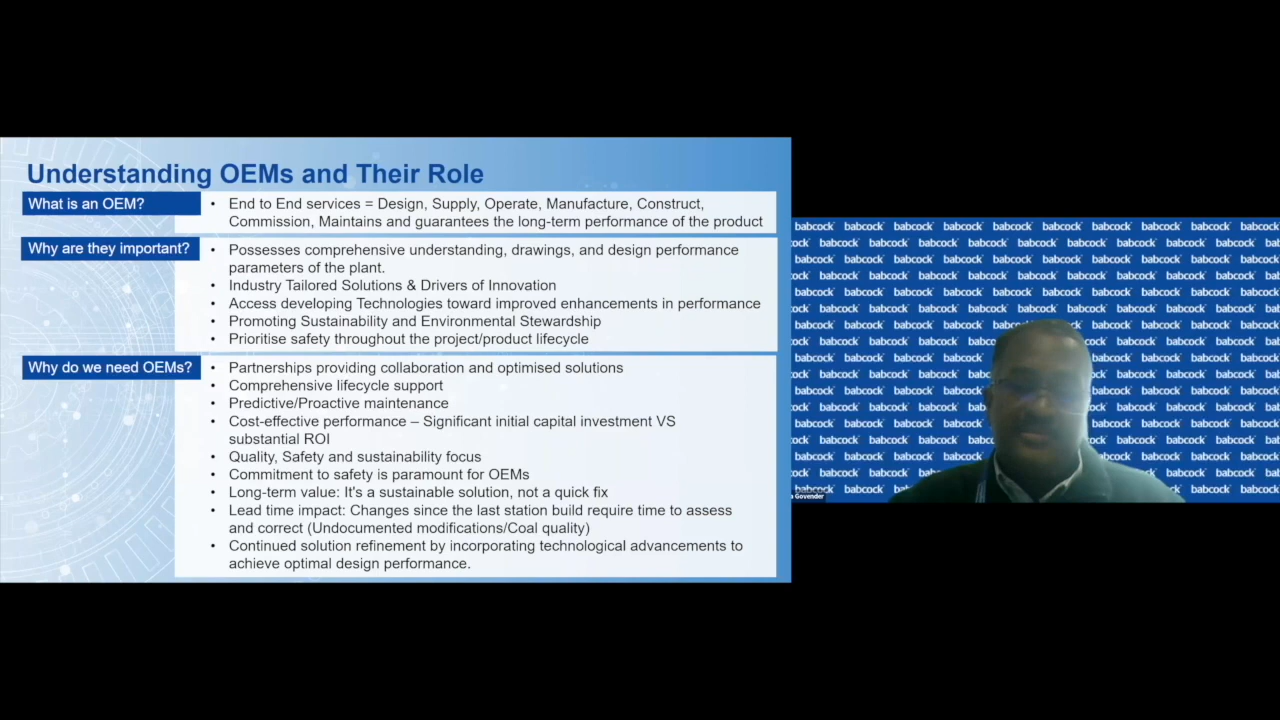 Understanding OEMs and Their Role
What is an OEM?
• End to End services = Design, Supply, Operate, Manufacture, Construct,
Commission, Maintains and guarantees the long-term performance of the product
Why are they important?
• Possesses comprehensive understanding, drawings, and design performance
parameters of the plant.
• Industry Tailored Solutions & Drivers of Innovation
• Access developing Technologies toward improved enhancements in performance
• Promoting Sustainability and Environmental Stewardship
• Prioritise safety throughout the project/product lifecycle
Why do we need OEMs?
• Partnerships providing collaboration and optimised solutions
• Comprehensive lifecycle support
• Predictive/Proactive maintenance
• Cost-effective performance – Significant initial capital investment VS
substantial ROI
• Quality, Safety and sustainability focus
• Commitment to safety is paramount for OEMs
• Long-term value: It's a sustainable solution, not a quick fix
• Lead time impact: Changes since the last station build require time to assess
and correct (Undocumented modifications/Coal quality)
• Continued solution refinement by incorporating technological advancements to
achieve optimal design performance.
babcock
Govender